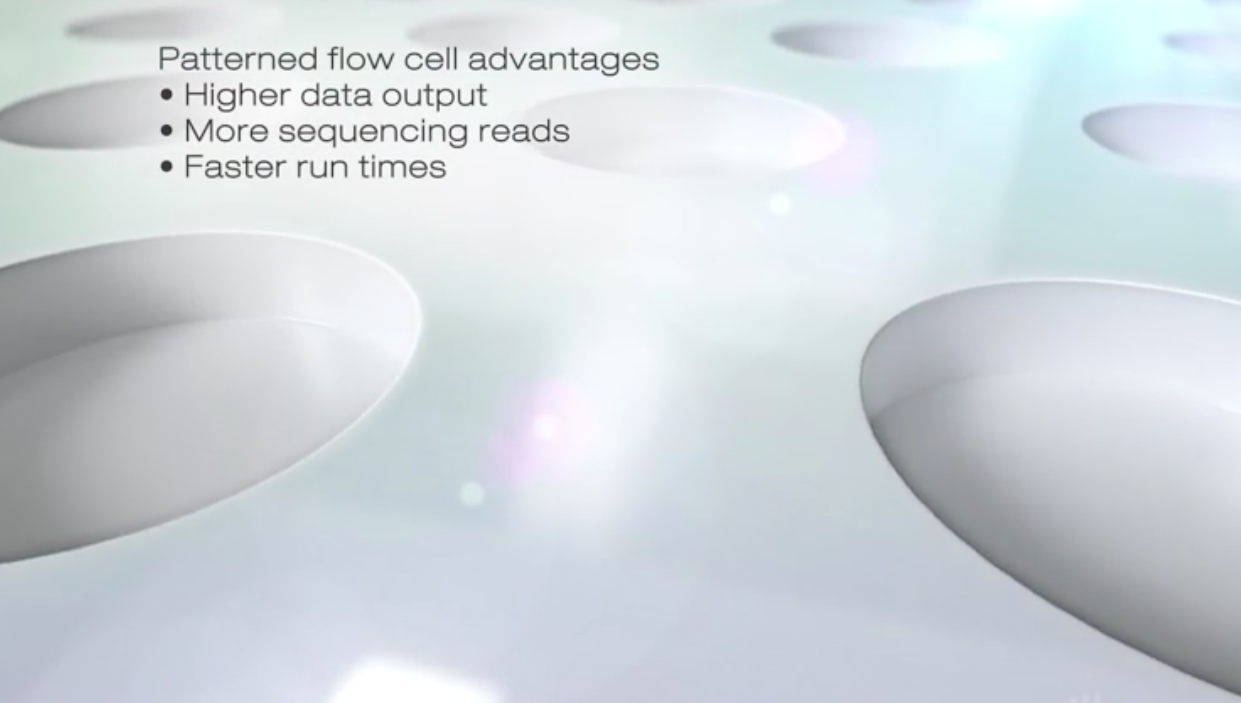 Patterned flow cell advantages
• Higher data output
• More sequencing reads
• Faster run times